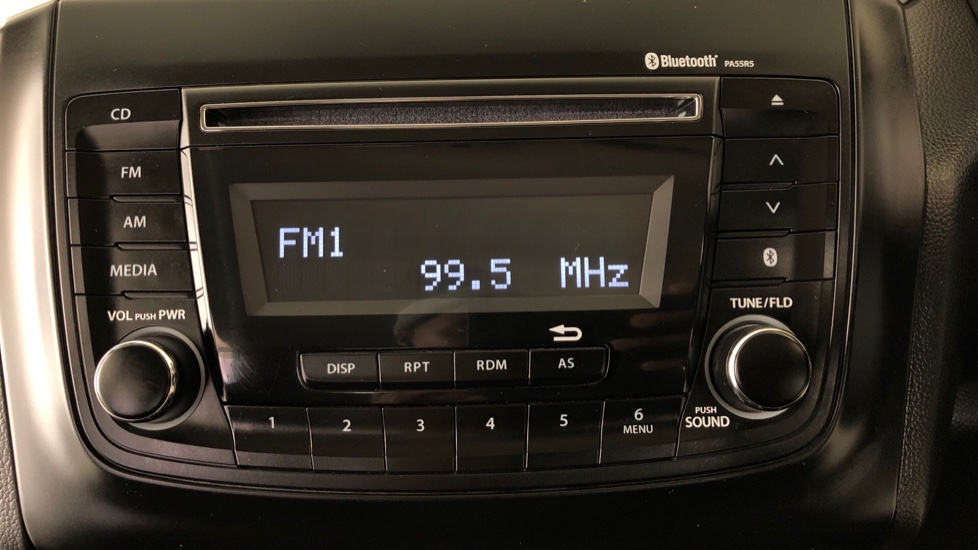 Bluetooth® PA55R5
CD
FM
AM
MEDIA
VOL PUSH PWR
FM1
99.5 MHz
TUNE/FLD
DISP RPT RDM AS
1 2 3 4 5 6
MENU
PUSH
SOUND